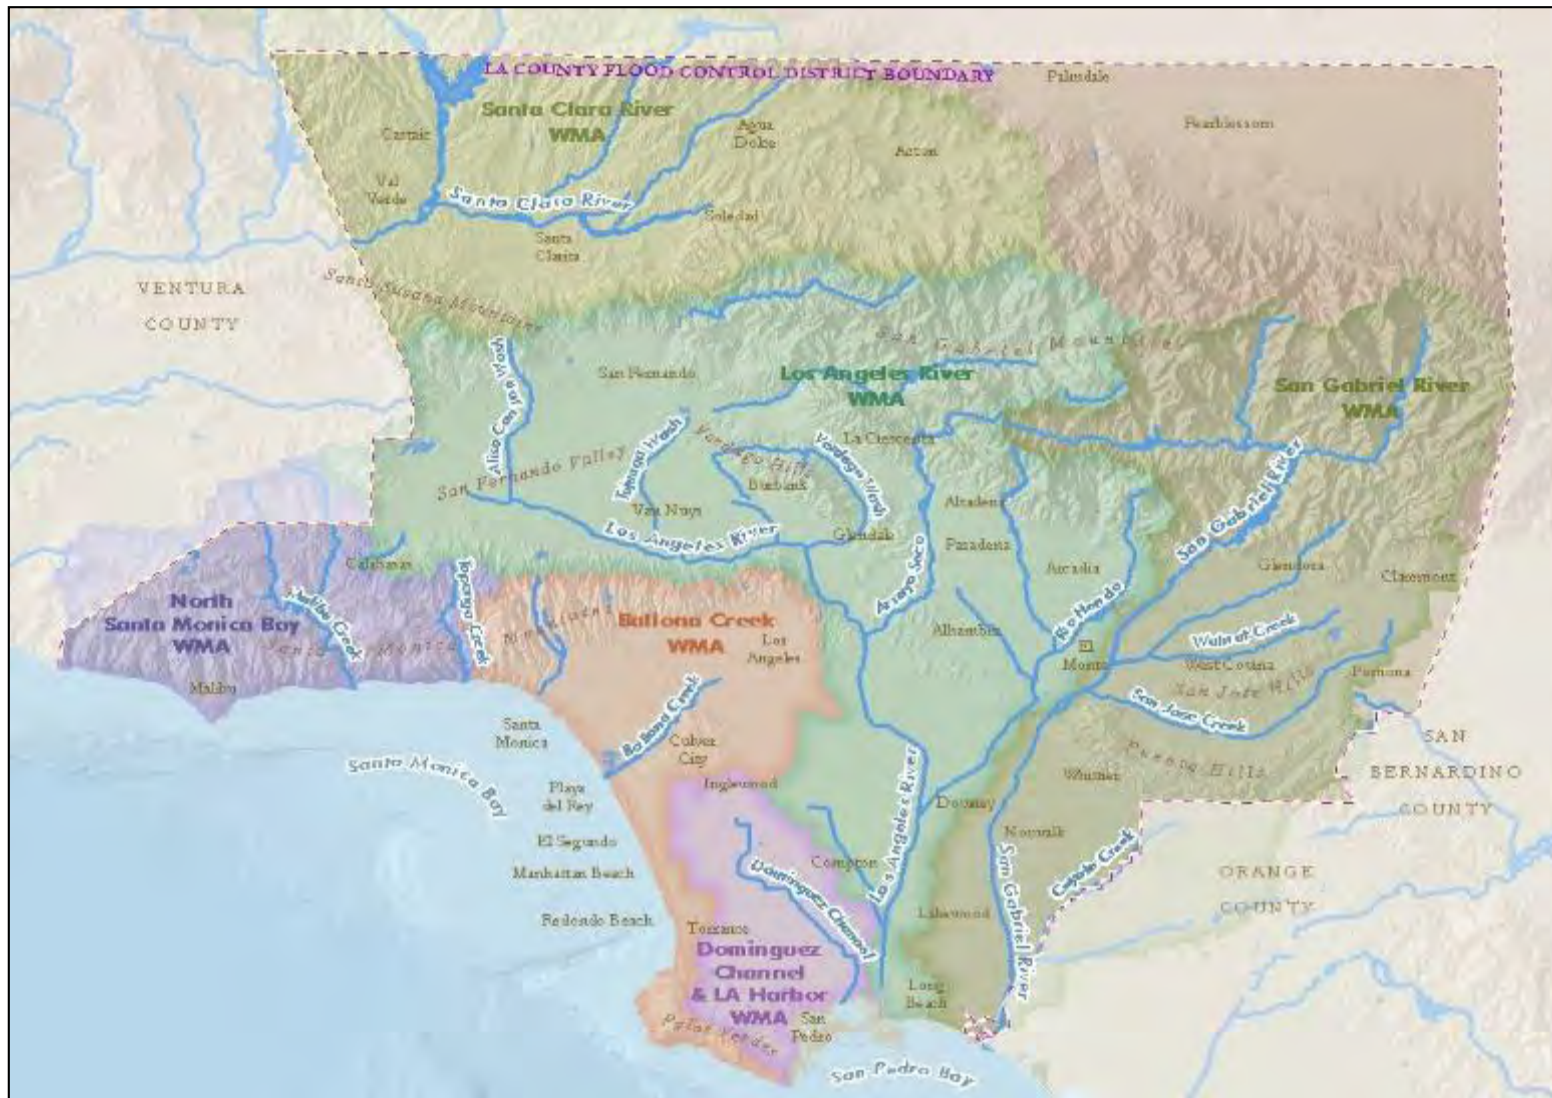 LA COUNTY FLOOD CONTROL DISTRICT BOUNDARY
Palmdale
Santa Clara River
WMA
Castaic
Agua
Dolce
Acton
Pearblossom
Val
Verde
Santa Clara River
Soledad
Santa
Clarita
VENTURA
COUNTY
Santa Susana Mountains
San Gabriel Mountains
Aliso Cyn Wash
San Fernando
Los Angeles River
WMA
San Gabriel River
WMA
Tujunga Wash
Verdugo Hills
Verdugo Wash
La Crescenta
San Fernando Valley
Burbank
Van Nuys
Los Angeles River
Glendale
Altadena
Pasadena
Arroyo Seco
Arcadia
San Gabriel River
Glendora
Claremont
Calabasas
Topanga Creek
North
Santa Monica Bay
WMA
Malibu Creek
Santa Monica Mountains
Malibu
Ballona Creek
WMA
Los
Angeles
Alhambra
Rio Hondo
El
Monte
Walnut Creek
West Covina
San Jose Hills
Pomona
San Jose Creek
Puente Hills
Santa
Monica
Ballona Creek
Culver
City
Santa Monica Bay
Inglewood
Playa
del Rey
El Segundo
Manhattan Beach
Redondo Beach
Los Angeles River
Downey
Whittier
Norwalk
Coyote Creek
SAN
BERNARDINO
COUNTY
ORANGE
COUNTY
Compton
Dominguez Channel
Lakewood
San Gabriel River
Torrance
Dominguez
Channel
& LA Harbor
WMA
Long
Beach
San
Pedro
Palos Verdes
San Pedro Bay